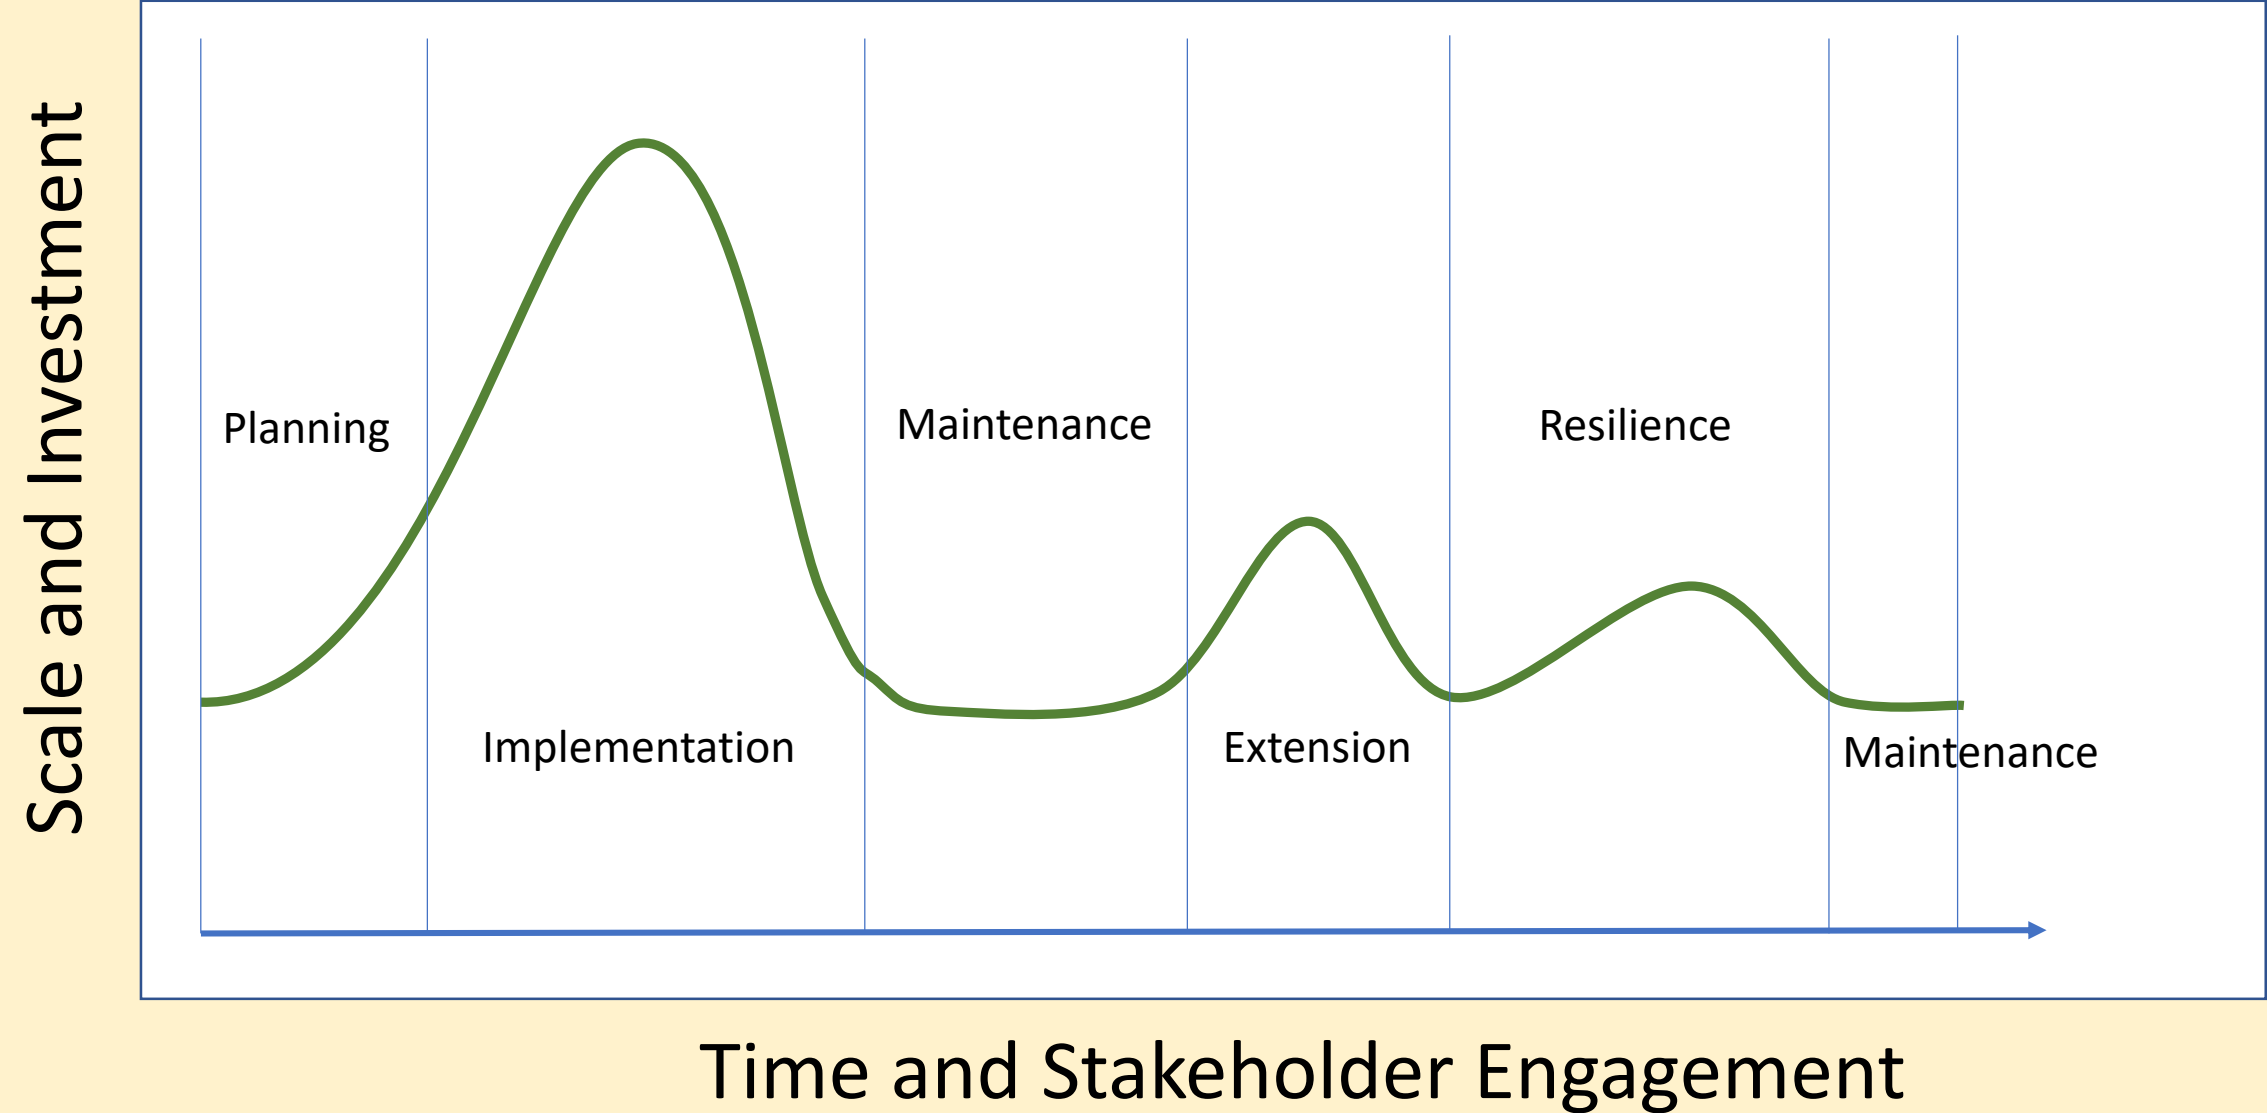 Scale and Investment
Planning
Implementation
Maintenance
Extension
Resilience
Maintenance
Time and Stakeholder Engagement